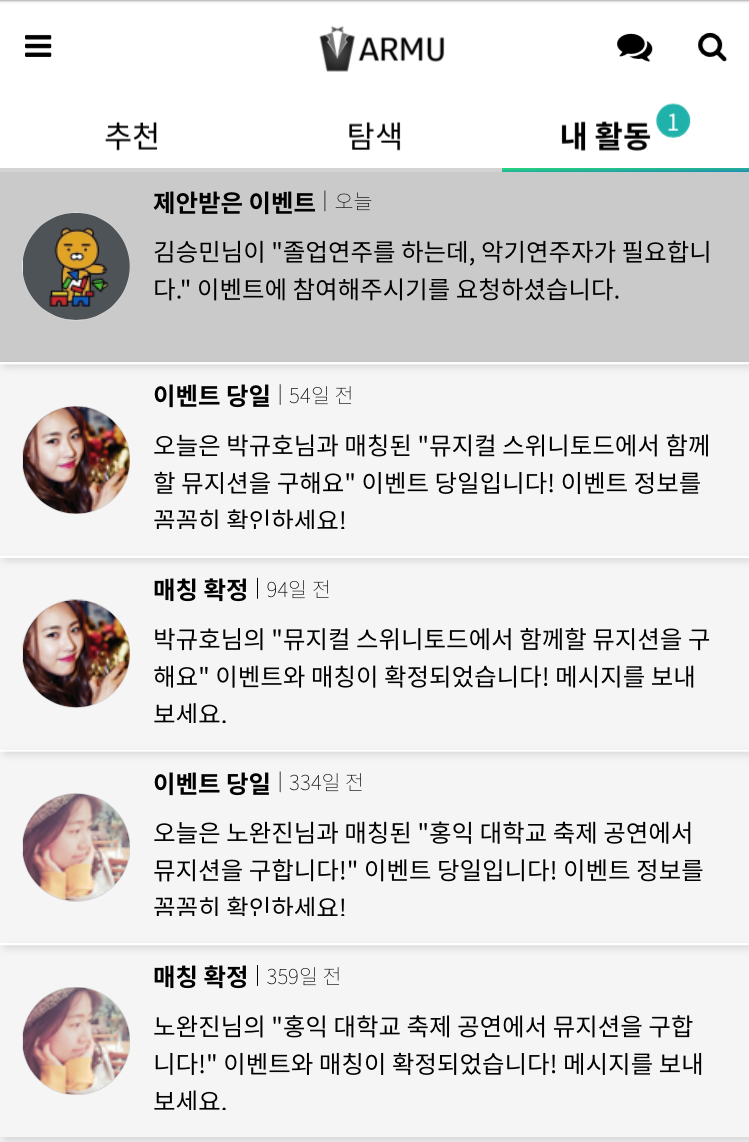 ARMU
추천 탐색 내 활동 1
제안받은 이벤트 | 오늘
김승민님이 "졸업연주를 하는데, 악기연주자가 필요합니
다." 이벤트에 참여해주시기를 요청하셨습니다.
이벤트 당일 | 54일 전
오늘은 박규호님과 매칭된 "뮤지컬 스위니토드에서 함께
할 뮤지션을 구해요" 이벤트 당일입니다! 이벤트 정보를
꼼꼼히 확인하세요!
매칭 확정 | 94일 전
박규호님의 "뮤지컬 스위니토드에서 함께할 뮤지션을 구
해요" 이벤트와 매칭이 확정되었습니다! 메시지를 보내
보세요.
이벤트 당일 | 334일 전
오늘은 노완진님과 매칭된 "홍익 대학교 축제 공연에서
뮤지션을 구합니다!" 이벤트 당일입니다! 이벤트 정보를
꼼꼼히 확인하세요!
매칭 확정 | 359일 전
노완진님의 "홍익 대학교 축제 공연에서 뮤지션을 구합
니다!" 이벤트와 매칭이 확정되었습니다! 메시지를 보내
보세요.